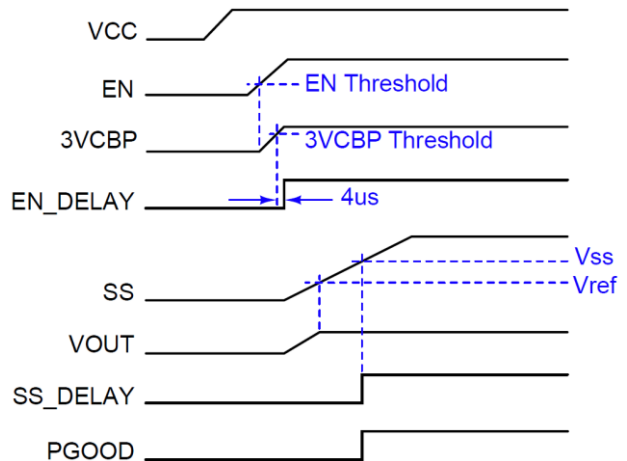 VCC
EN
EN Threshold
3VCBP
3VCBP Threshold
EN_DELAY
4us
SS
Vss
Vref
VOUT
SS_DELAY
PGOOD